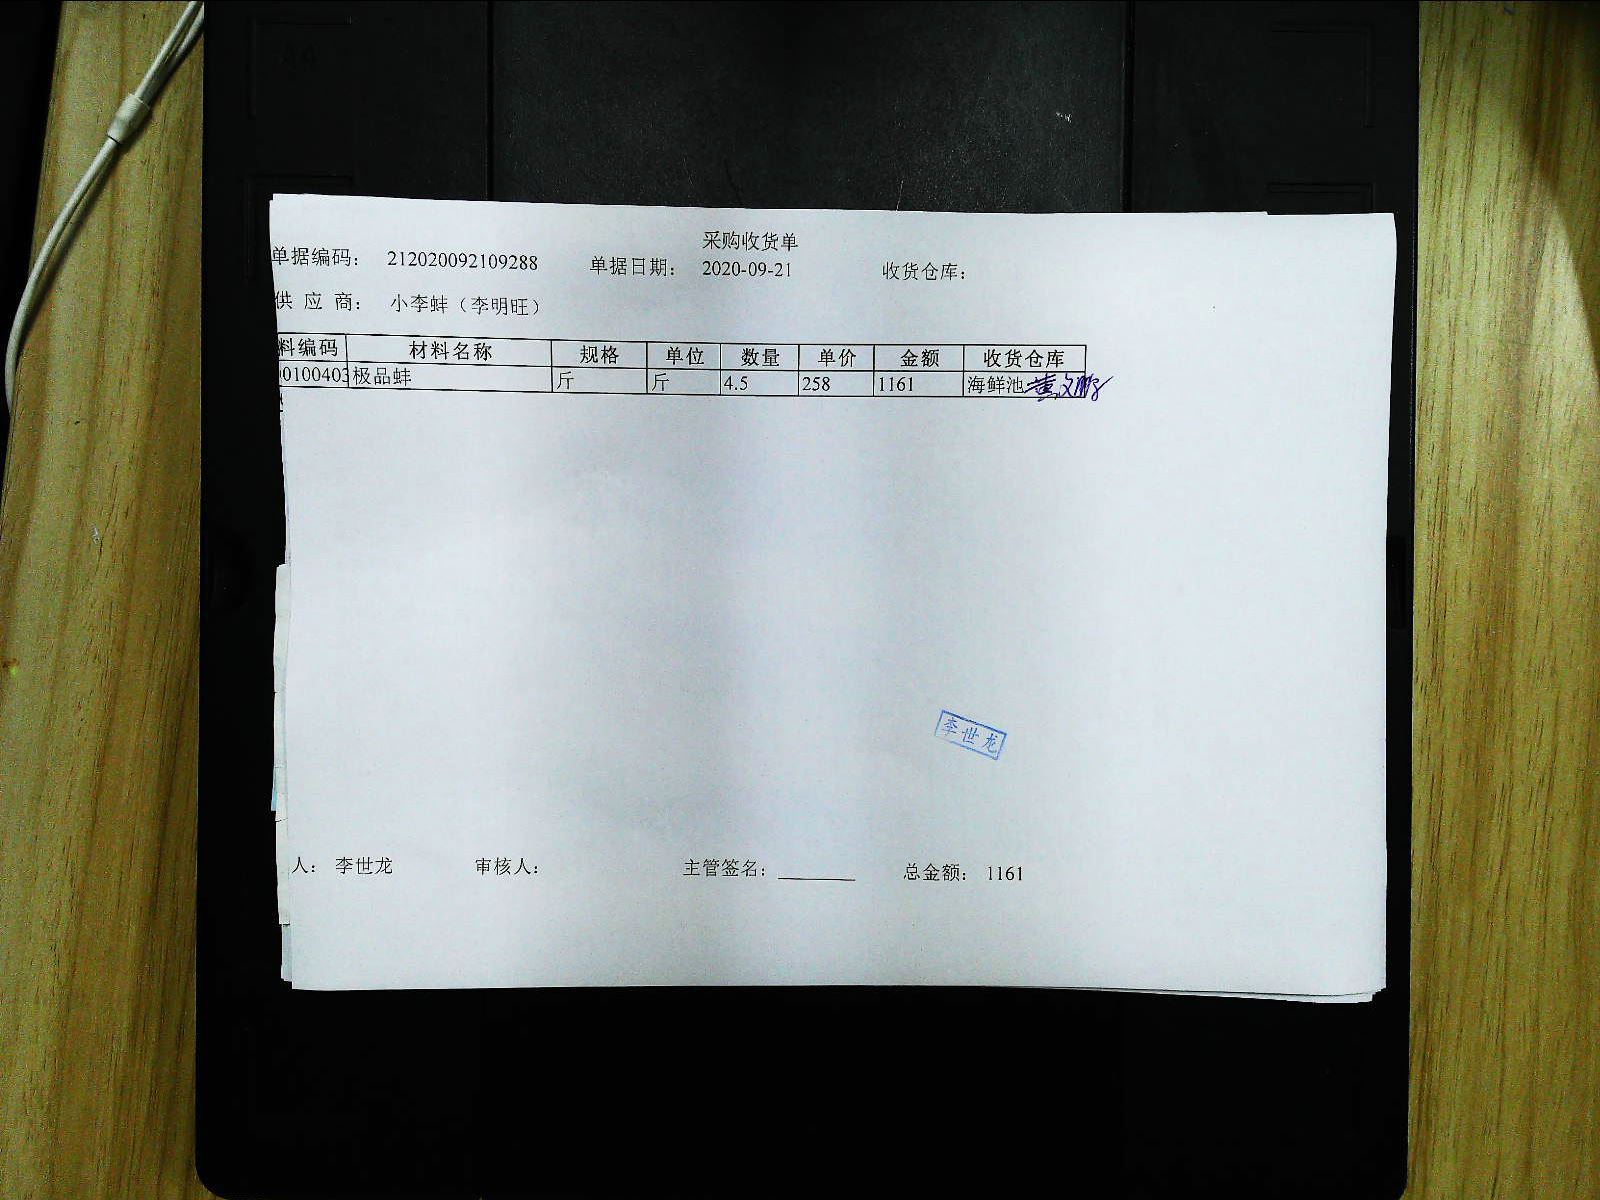 采购收货单
单据编码： 212020092109288 单据日期： 2020-09-21 收货仓库：
供 应 商： 小李蚌（李明旺）
料编码 材料名称 规格 单位 数量 单价 金额 收货仓库
00100403 极品蚌 斤 斤 4.5 258 1161 海鲜池 黄文鹏
李世龙
人： 李世龙 审核人： 主管签名： 总金额： 1161